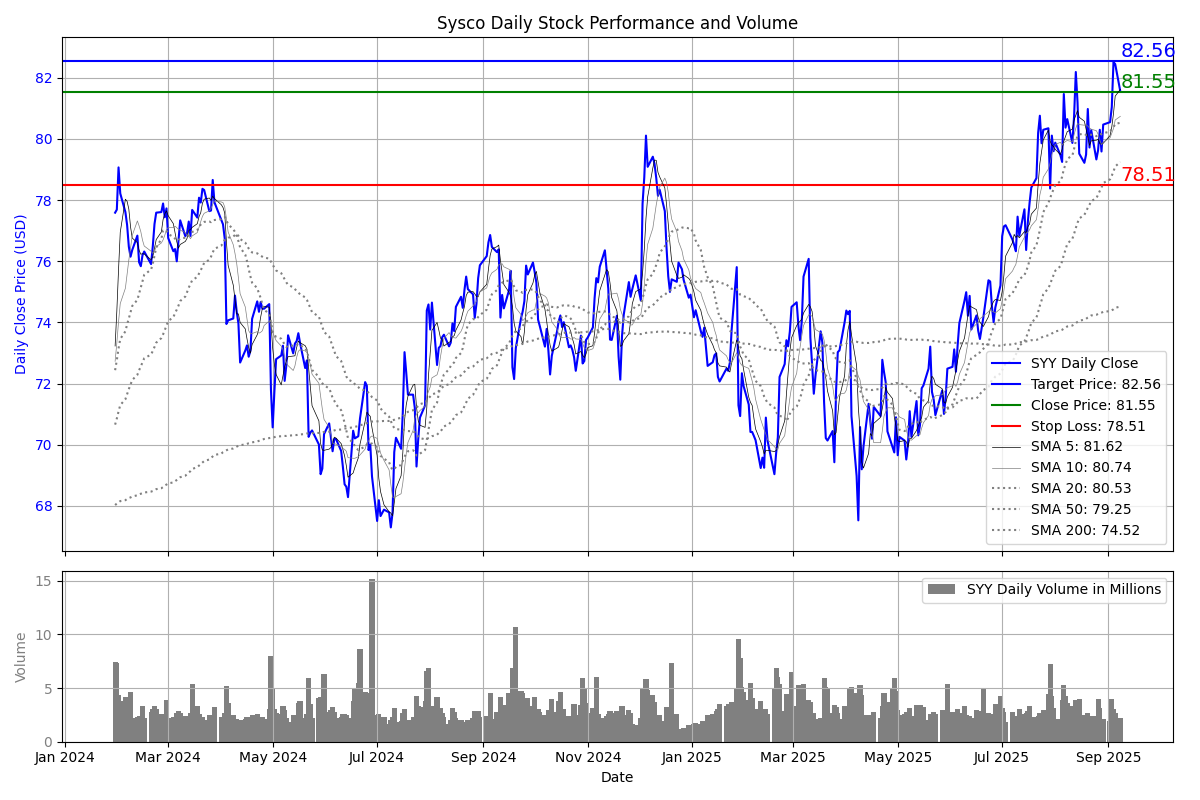 Sysco Daily Stock Performance and Volume
82.56
81.55
78.51
Daily Close Price (USD)
82
80
78
76
74
72
70
68
SYY Daily Close
Target Price: 82.56
Close Price: 81.55
Stop Loss: 78.51
SMA 5: 81.62
SMA 10: 80.74
SMA 20: 80.53
SMA 50: 79.25
SMA 200: 74.52
Volume
15
10
5
0
SYY Daily Volume in Millions
Jan 2024 Mar 2024 May 2024 Jul 2024 Sep 2024 Nov 2024 Jan 2025 Mar 2025 May 2025 Jul 2025 Sep 2025
Date